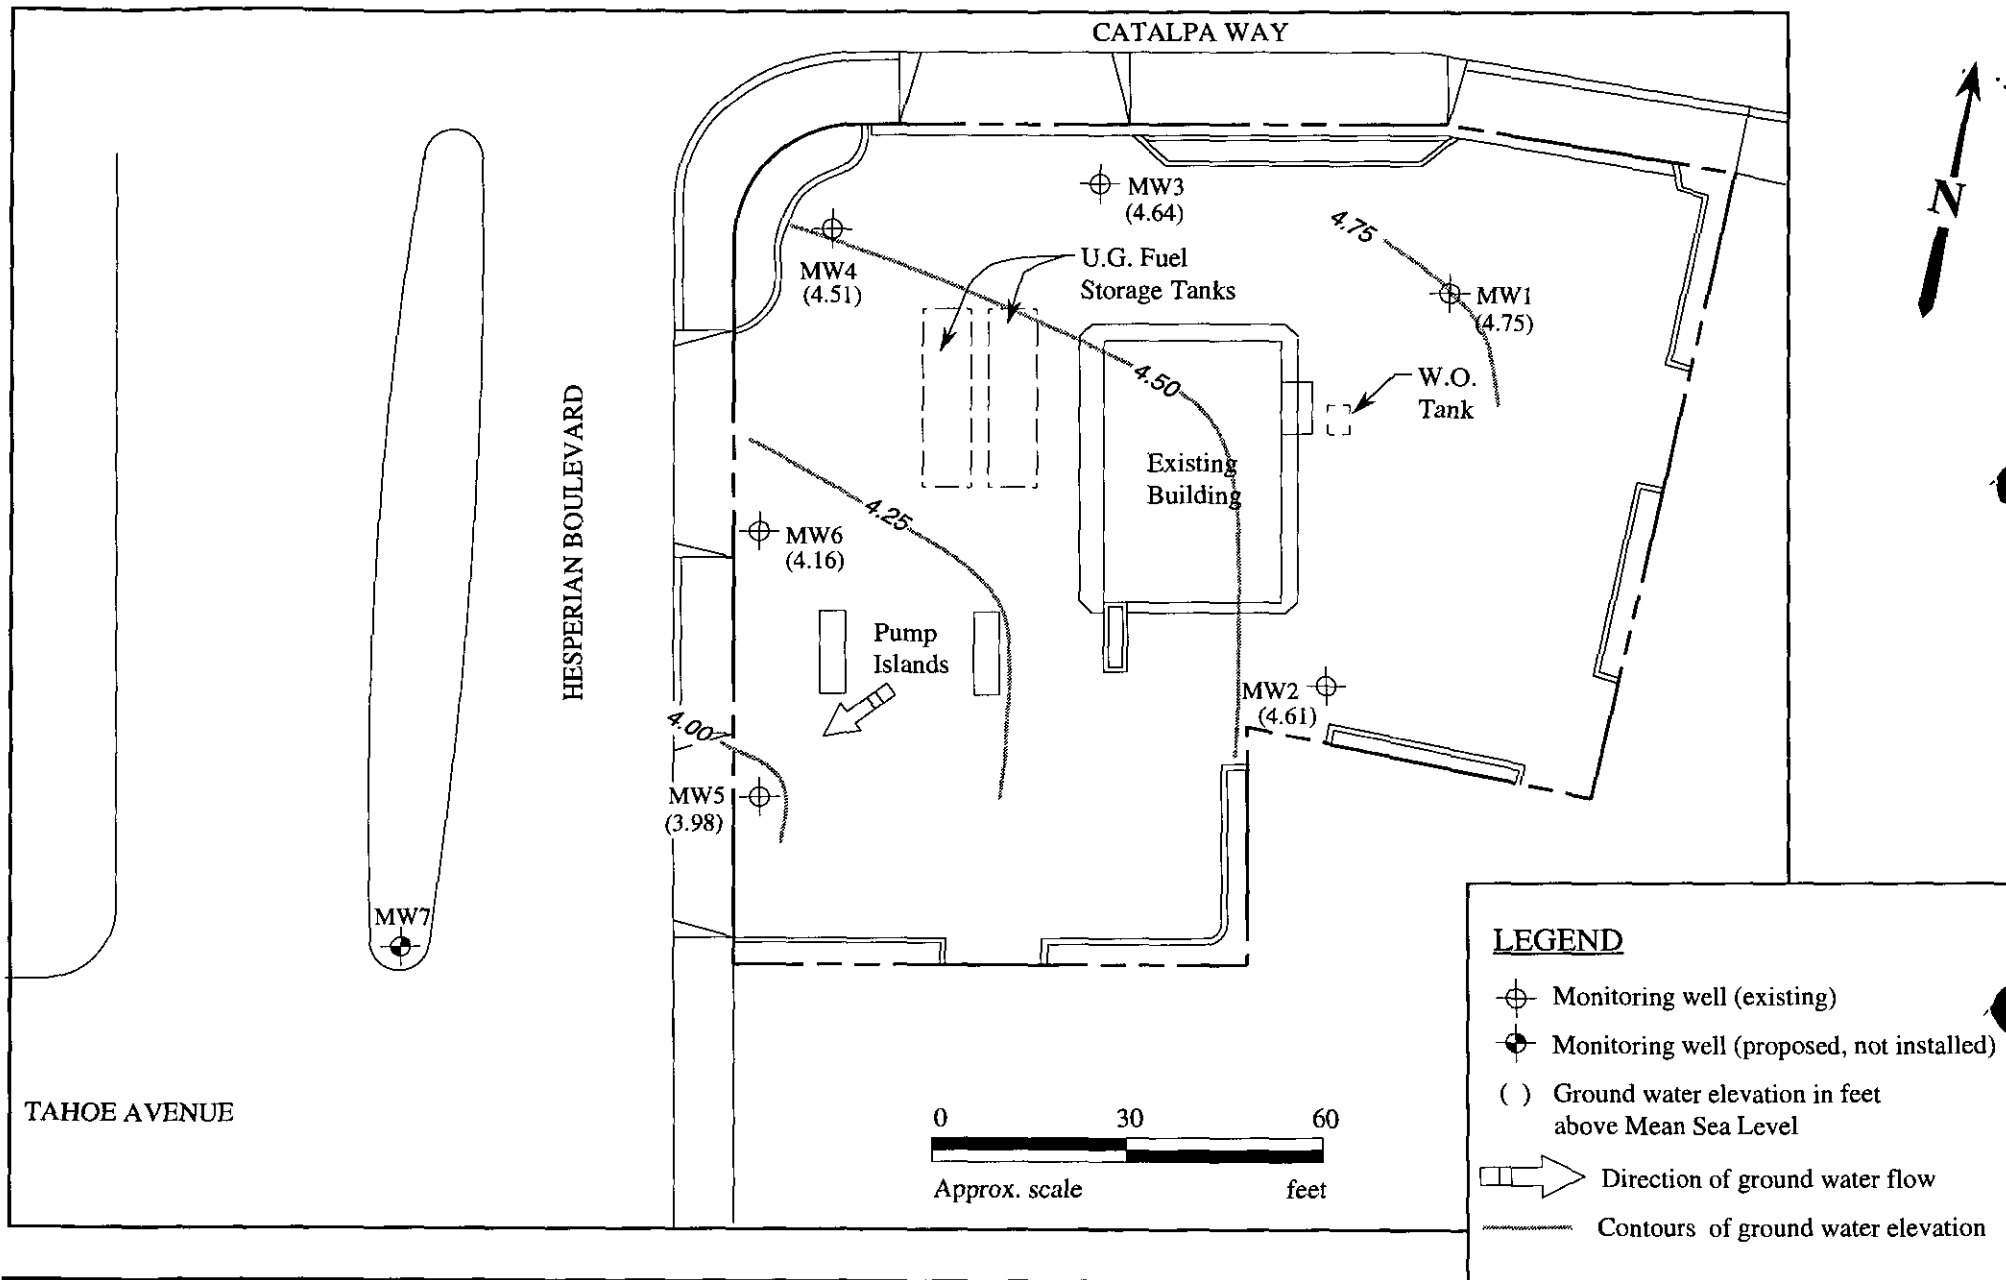 CATALPA WAY
MW3
(4.64)
4.75
N
MW4
(4.51)
U.G. Fuel
Storage Tanks
MW1
(4.75)
4.50
W.O.
Tank
HESPERIAN BOULEVARD
Existing
Building
4.25
MW6
(4.16)
Pump
Islands
MW2
(4.61)
4.00
MW5
(3.98)
MW7
TAHOE AVENUE
0 30 60
Approx. scale feet
LEGEND
Monitoring well (existing)
Monitoring well (proposed, not installed)
( ) Ground water elevation in feet
above Mean Sea Level
Direction of ground water flow
Contours of ground water elevation